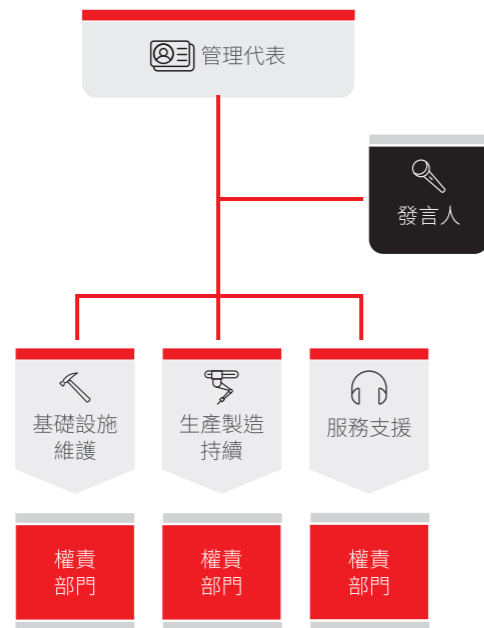 管理代表
發言人
基礎設施
維護
生產製造
持續
服務支援
權責
部門
權責
部門
權責
部門